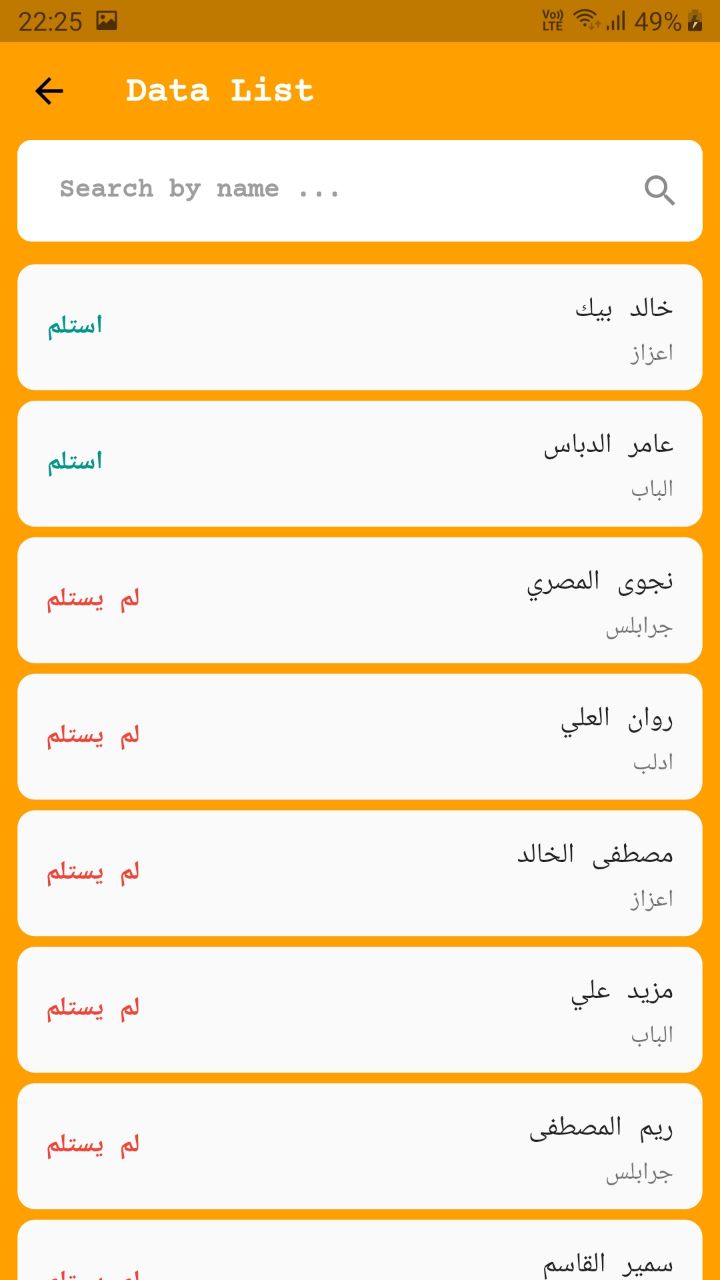 22:25 Vo)) LTE 49%
Data List
Search by name ...
خالد بيك
استلم
اعزاز
عامر الدباس
استلم
الباب
نجوى المصري
لم يستلم
جرابلس
روان العلي
لم يستلم
ادلب
مصطفى الخالد
لم يستلم
اعزاز
مزيد علي
لم يستلم
الباب
ريم المصطفى
لم يستلم
جرابلس
سمير القاسم